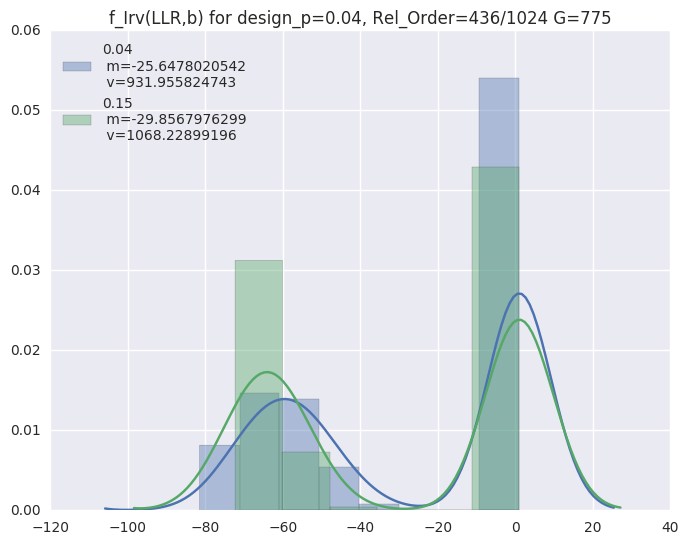 f_Irv(LLR,b) for design_p=0.04, Rel_Order=436/1024 G=775
0.04
m=-25.6478020542
v=931.955824743
0.15
m=-29.8567976299
v=1068.22899196
0.06
0.05
0.04
0.03
0.02
0.01
0.00
−120 −100 −80 −60 −40 −20 0 20 40